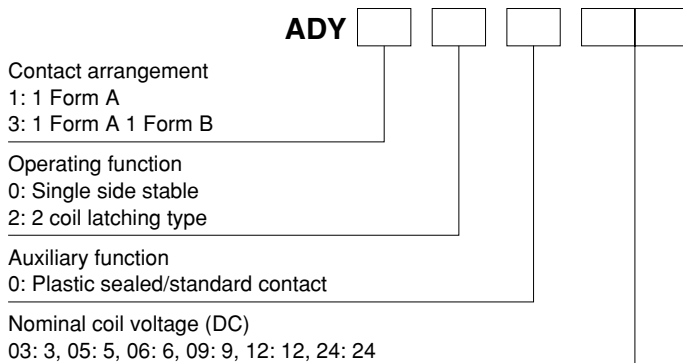 ADY
Contact arrangement
1: 1 Form A
3: 1 Form A 1 Form B
Operating function
0: Single side stable
2: 2 coil latching type
Auxiliary function
0: Plastic sealed/standard contact
Nominal coil voltage (DC)
03: 3, 05: 5, 06: 6, 09: 9, 12: 12, 24: 24